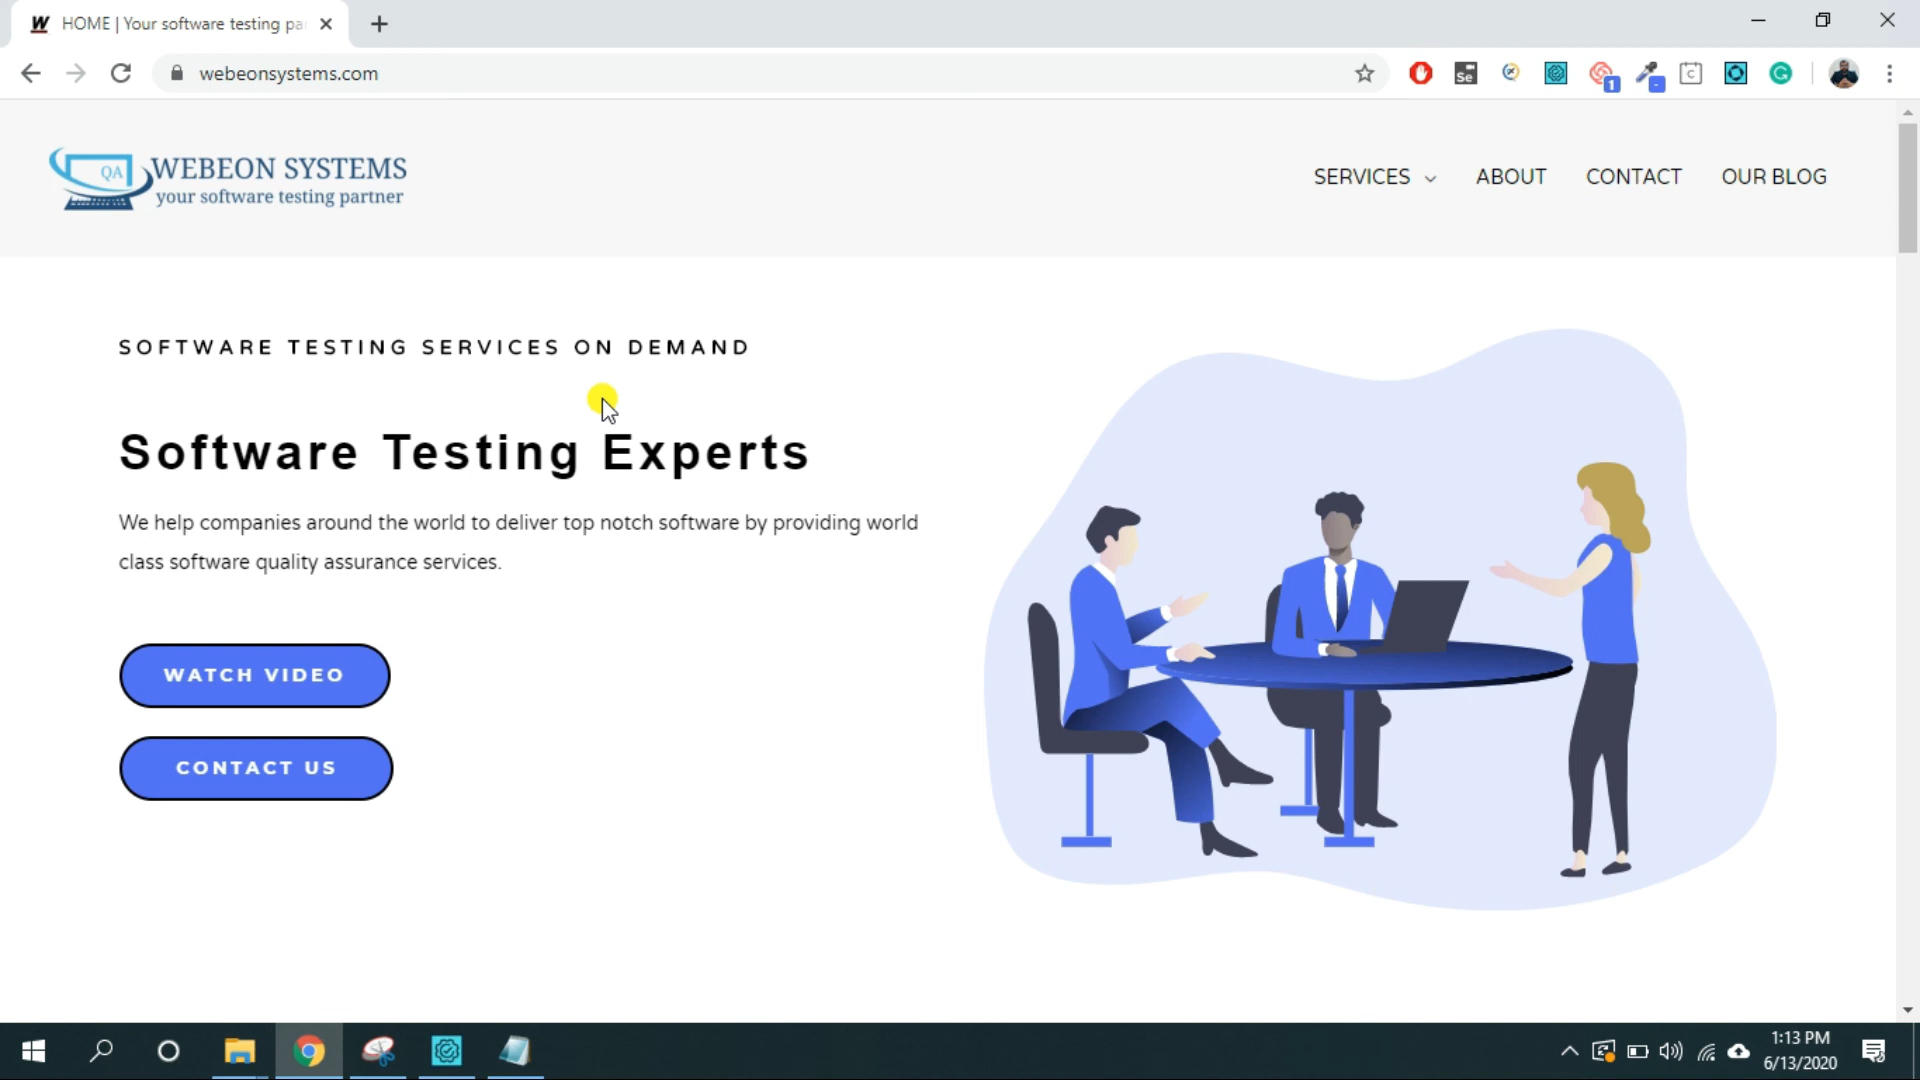 HOME | Your software testing pa
webeonsystems.com
Se
1
C
G
QA
WEBEON SYSTEMS
your software testing partner
SERVICES
ABOUT
CONTACT
OUR BLOG
SOFTWARE TESTING SERVICES ON DEMAND
Software Testing Experts
We help companies around the world to deliver top notch software by providing world
class software quality assurance services.
WATCH VIDEO
CONTACT US
1:13 PM
6/13/2020